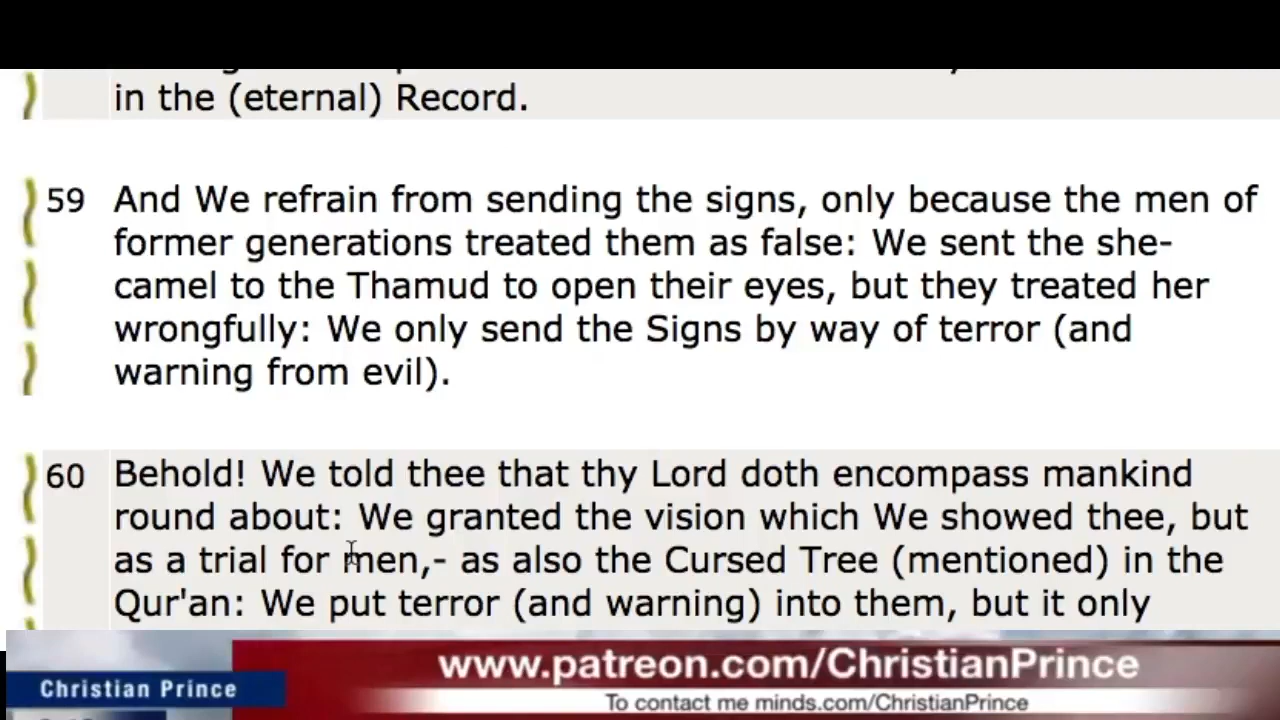 in the (eternal) Record.
59 And We refrain from sending the signs, only because the men of
former generations treated them as false: We sent the she-
camel to the Thamud to open their eyes, but they treated her
wrongfully: We only send the Signs by way of terror (and
warning from evil).
60 Behold! We told thee that thy Lord doth encompass mankind
round about: We granted the vision which We showed thee, but
as a trial for men,- as also the Cursed Tree (mentioned) in the
Qur'an: We put terror (and warning) into them, but it only
www.patreon.com/ChristianPrince
Christian Prince
To contact me minds.com/ChristianPrince